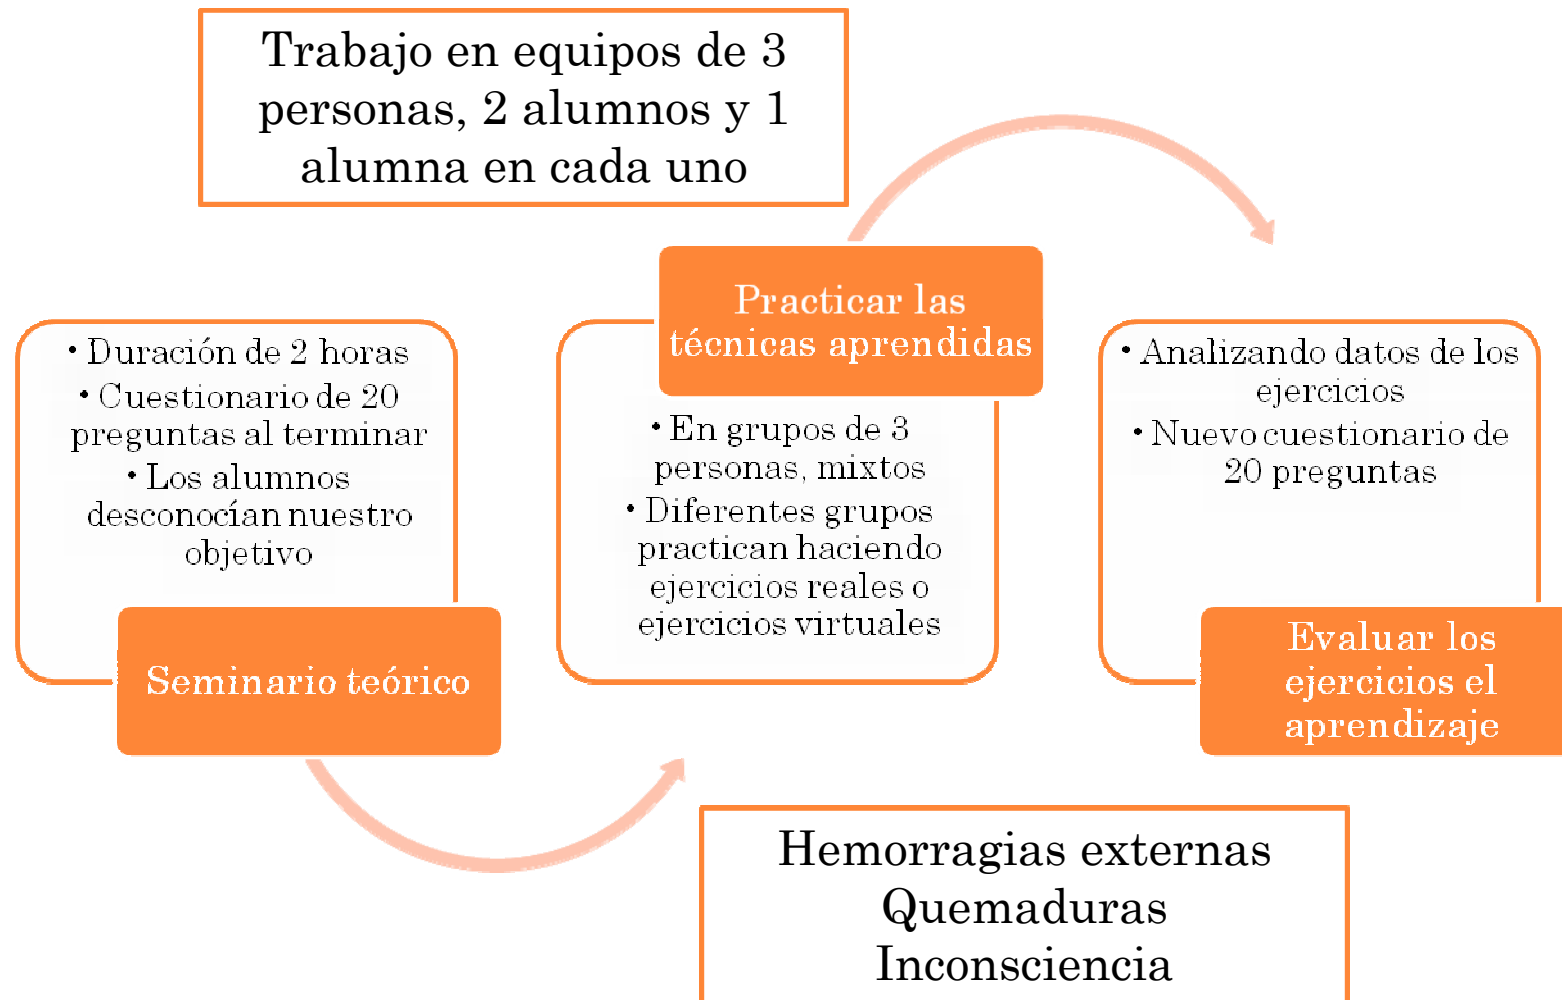 Trabajo en equipos de 3
personas, 2 alumnos y 1
alumna en cada uno
• Duración de 2 horas
• Cuestionario de 20
preguntas al terminar
• Los alumnos
desconocían nuestro
objetivo
Seminario teórico
Practicar las
técnicas aprendidas
• En grupos de 3
personas, mixtos
• Diferentes grupos
practican haciendo
ejercicios reales o
ejercicios virtuales
• Analizando datos de los
ejercicios
• Nuevo cuestionario de
20 preguntas
Evaluar los
ejercicios el
aprendizaje
Hemorragias externas
Quemaduras
Inconsciencia